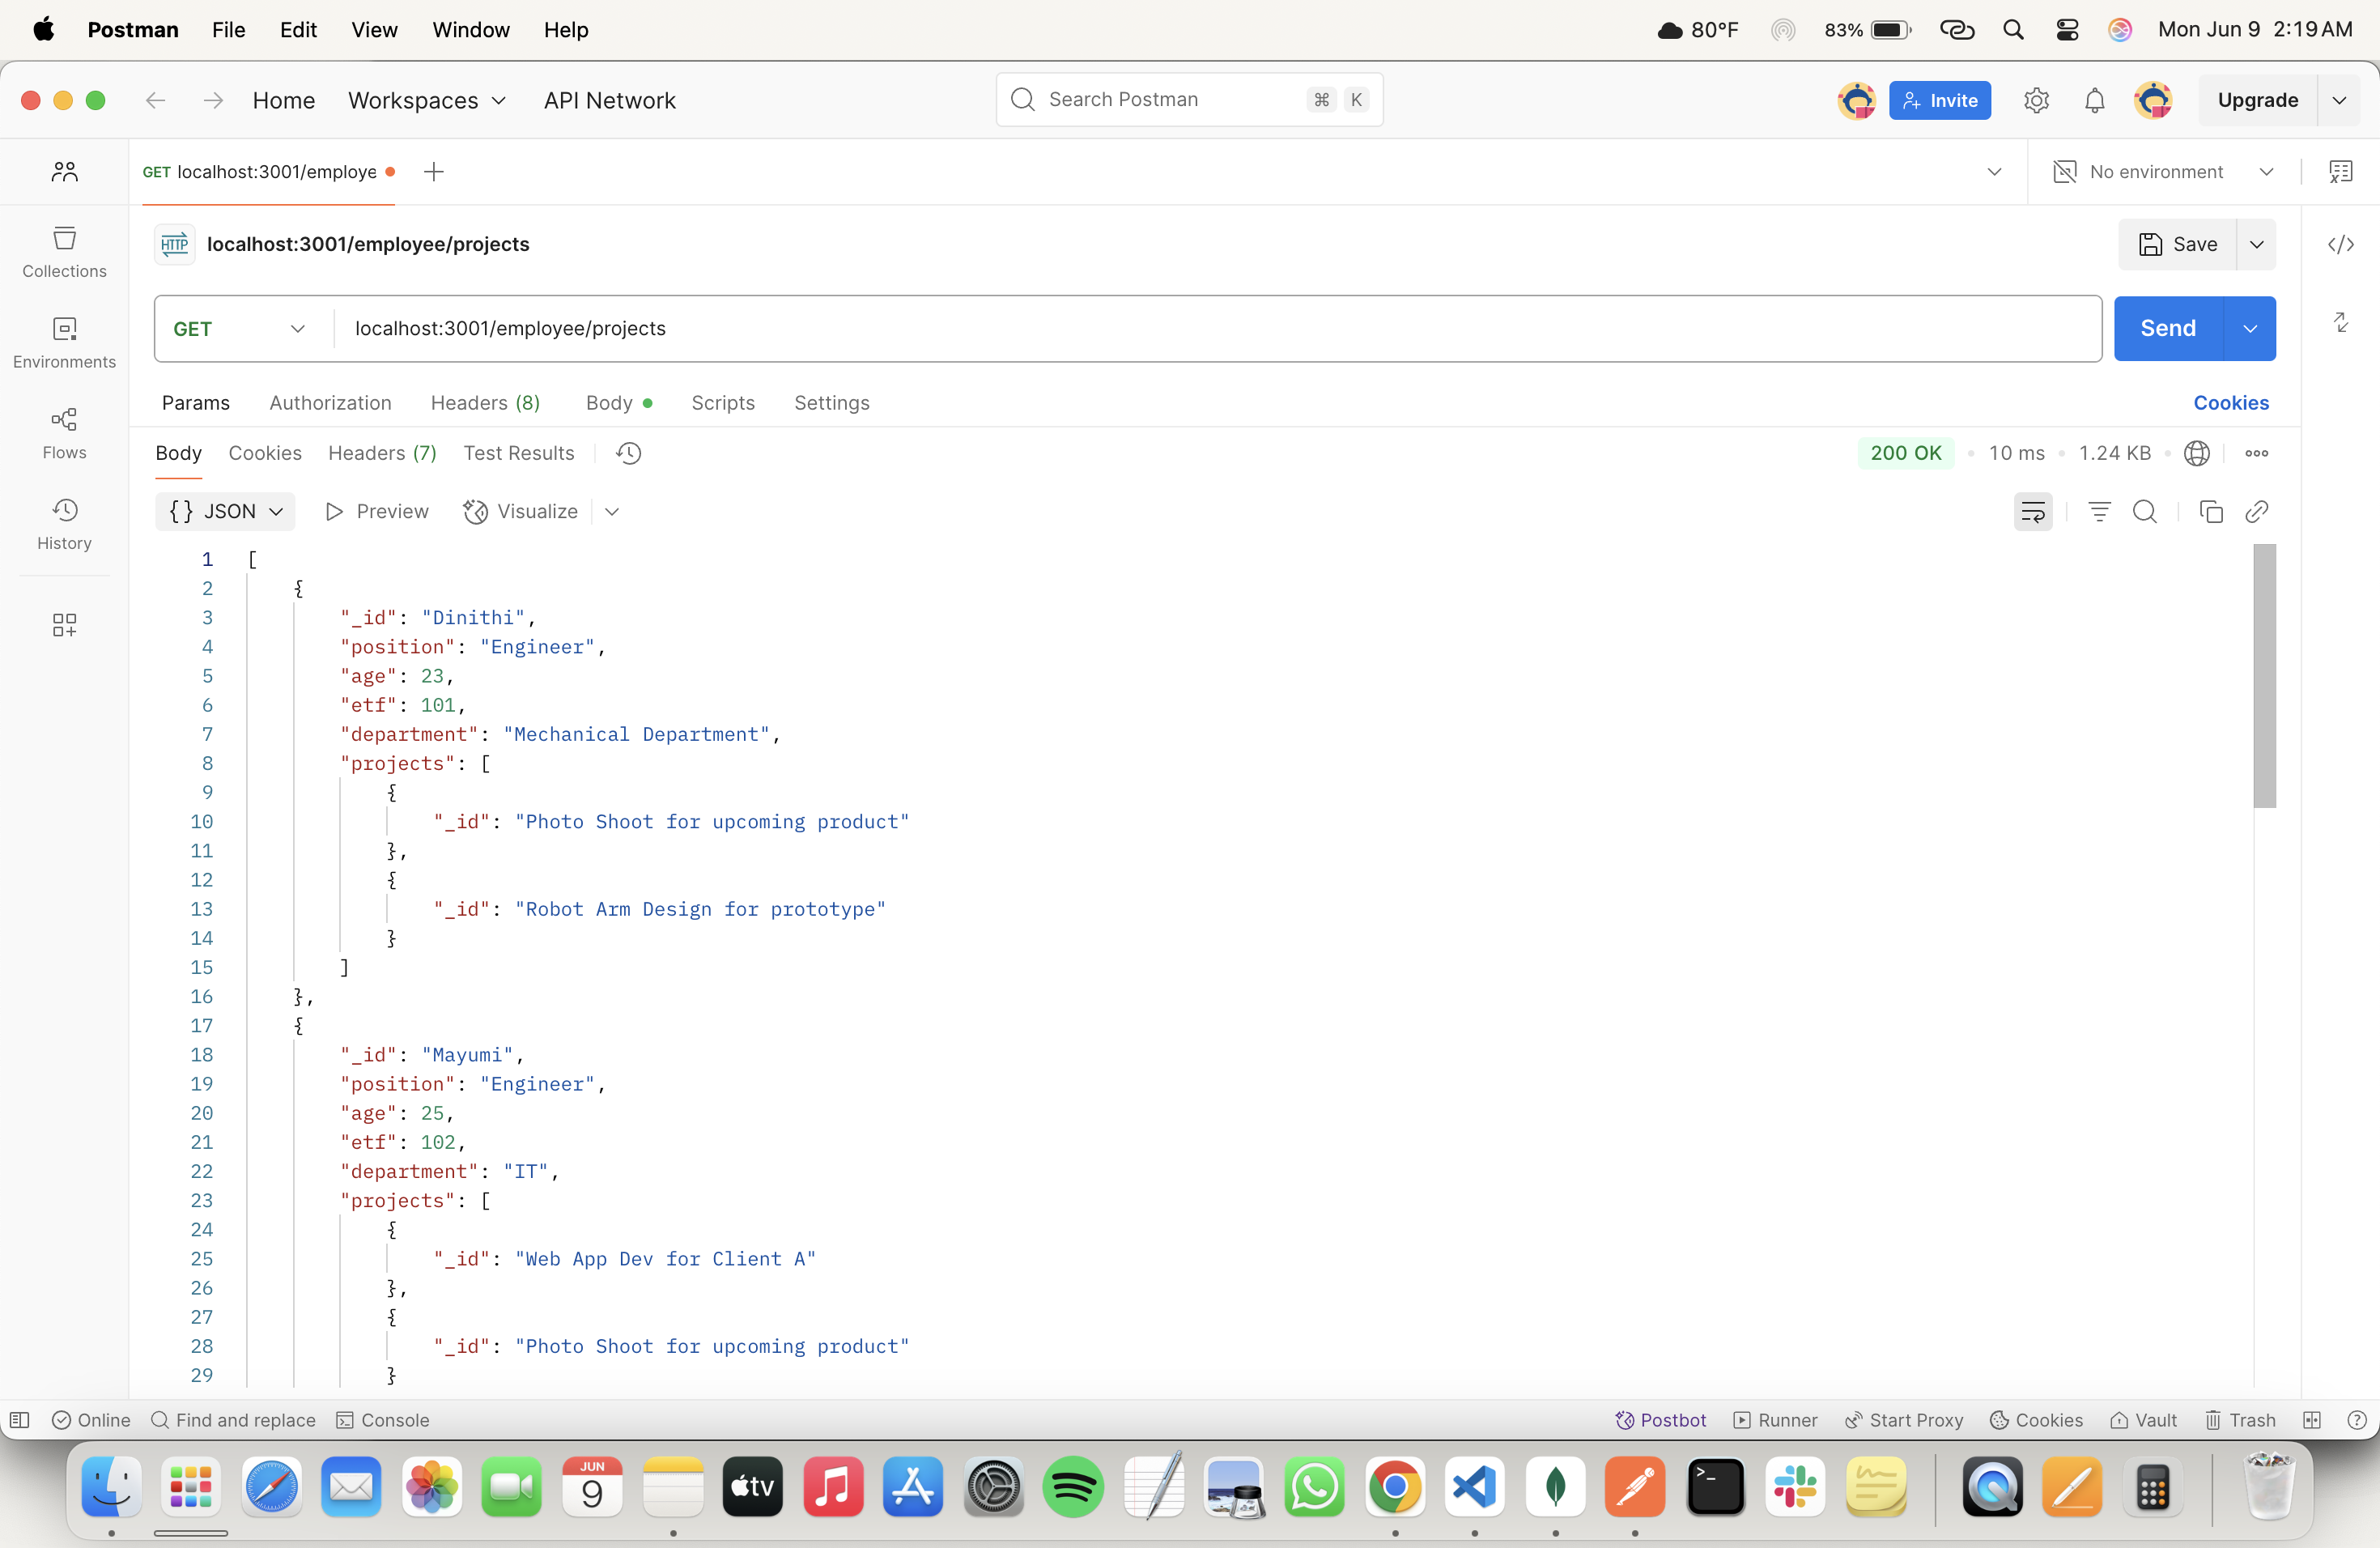 Postman File Edit View Window Help 80°F 83% Mon Jun 9 2:19 AM
Home Workspaces API Network Search Postman ⌘ K Invite Upgrade
GET localhost:3001/employe No environment
HTTP localhost:3001/employee/projects Save
Collections
GET localhost:3001/employee/projects Send
Environments
Params Authorization Headers (8) Body Scripts Settings Cookies
Flows
Body Cookies Headers (7) Test Results 200 OK 10 ms 1.24 KB
{} JSON Preview Visualize
History
1 [
2 {
3 "_id": "Dinithi",
4 "position": "Engineer",
5 "age": 23,
6 "etf": 101,
7 "department": "Mechanical Department",
8 "projects": [
9 {
10 "_id": "Photo Shoot for upcoming product"
11 },
12 {
13 "_id": "Robot Arm Design for prototype"
14 }
15 ]
16 },
17 {
18 "_id": "Mayumi",
19 "position": "Engineer",
20 "age": 25,
21 "etf": 102,
22 "department": "IT",
23 "projects": [
24 {
25 "_id": "Web App Dev for Client A"
26 },
27 {
28 "_id": "Photo Shoot for upcoming product"
29 }
Online Find and replace Console Postbot Runner Start Proxy Cookies Vault Trash
JUN
9
tv